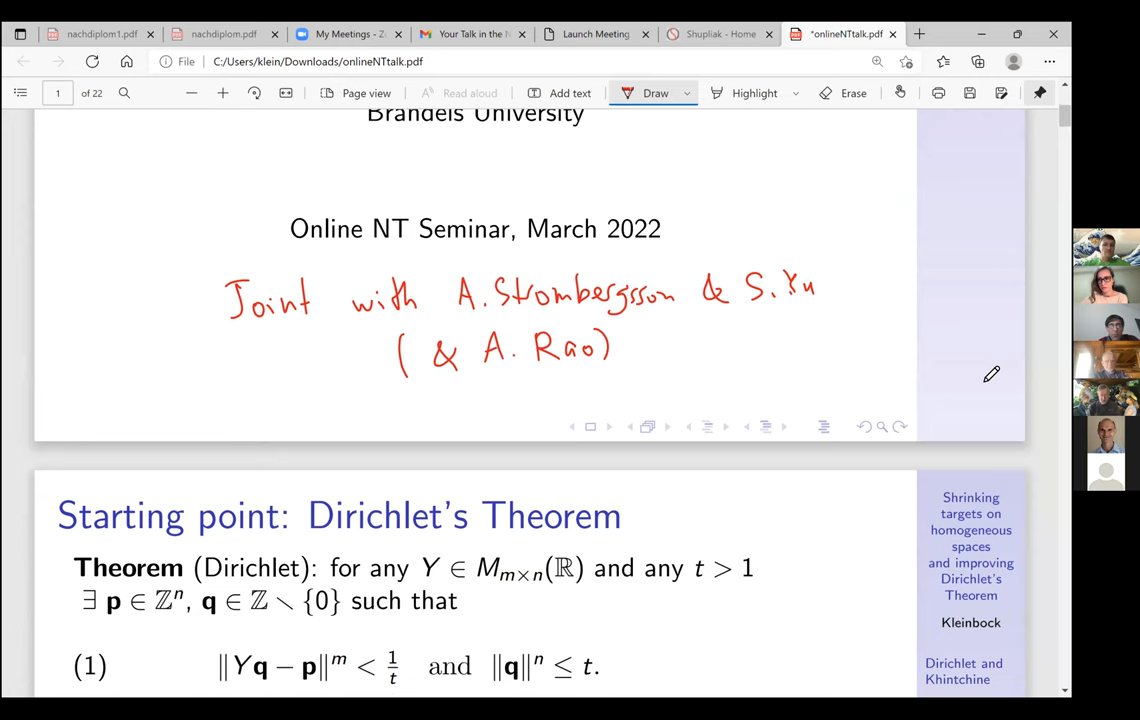 nachdiplom1.pdf
nachdiplom.pdf
My Meetings - Z
Your Talk in the N
Launch Meeting
Shupliak - Home
*onlineNTtalk.pdf
File C:/Users/klein/Downloads/onlineNTtalk.pdf
1 of 22 Page view Read aloud Add text Draw Highlight Erase
Brandeis University
Online NT Seminar, March 2022
Joint with A. Strombergsson & S. Yu
( & A. Rao)
Starting point: Dirichlet's Theorem
Theorem (Dirichlet): for any Y ∈ M_{m×n}(ℝ) and any t > 1
∃ p ∈ ℤⁿ, q ∈ ℤ ∖ {0} such that
(1) ‖Yq − p‖ᵐ < 1/t and ‖q‖ⁿ ≤ t.
Shrinking
targets on
homogeneous
spaces
and improving
Dirichlet's
Theorem
Kleinbock
Dirichlet and
Khintchine